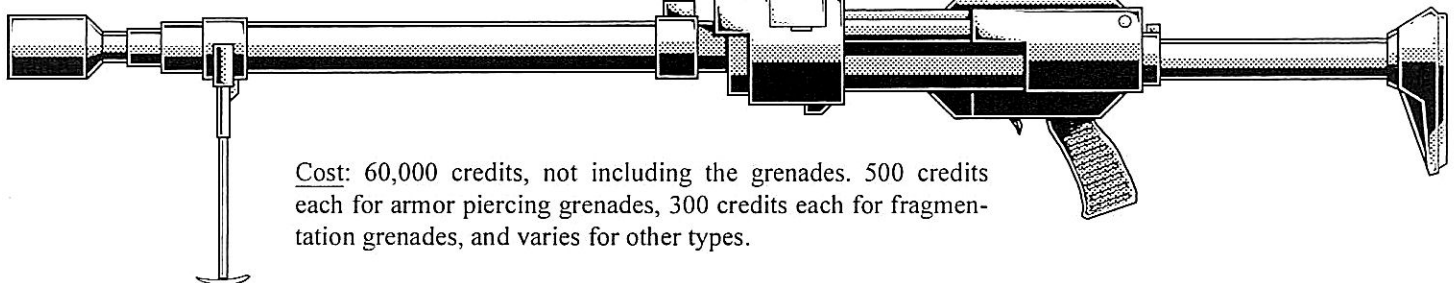 Cost: 60,000 credits, not including the grenades. 500 credits
each for armor piercing grenades, 300 credits each for fragmen-
tation grenades, and varies for other types.